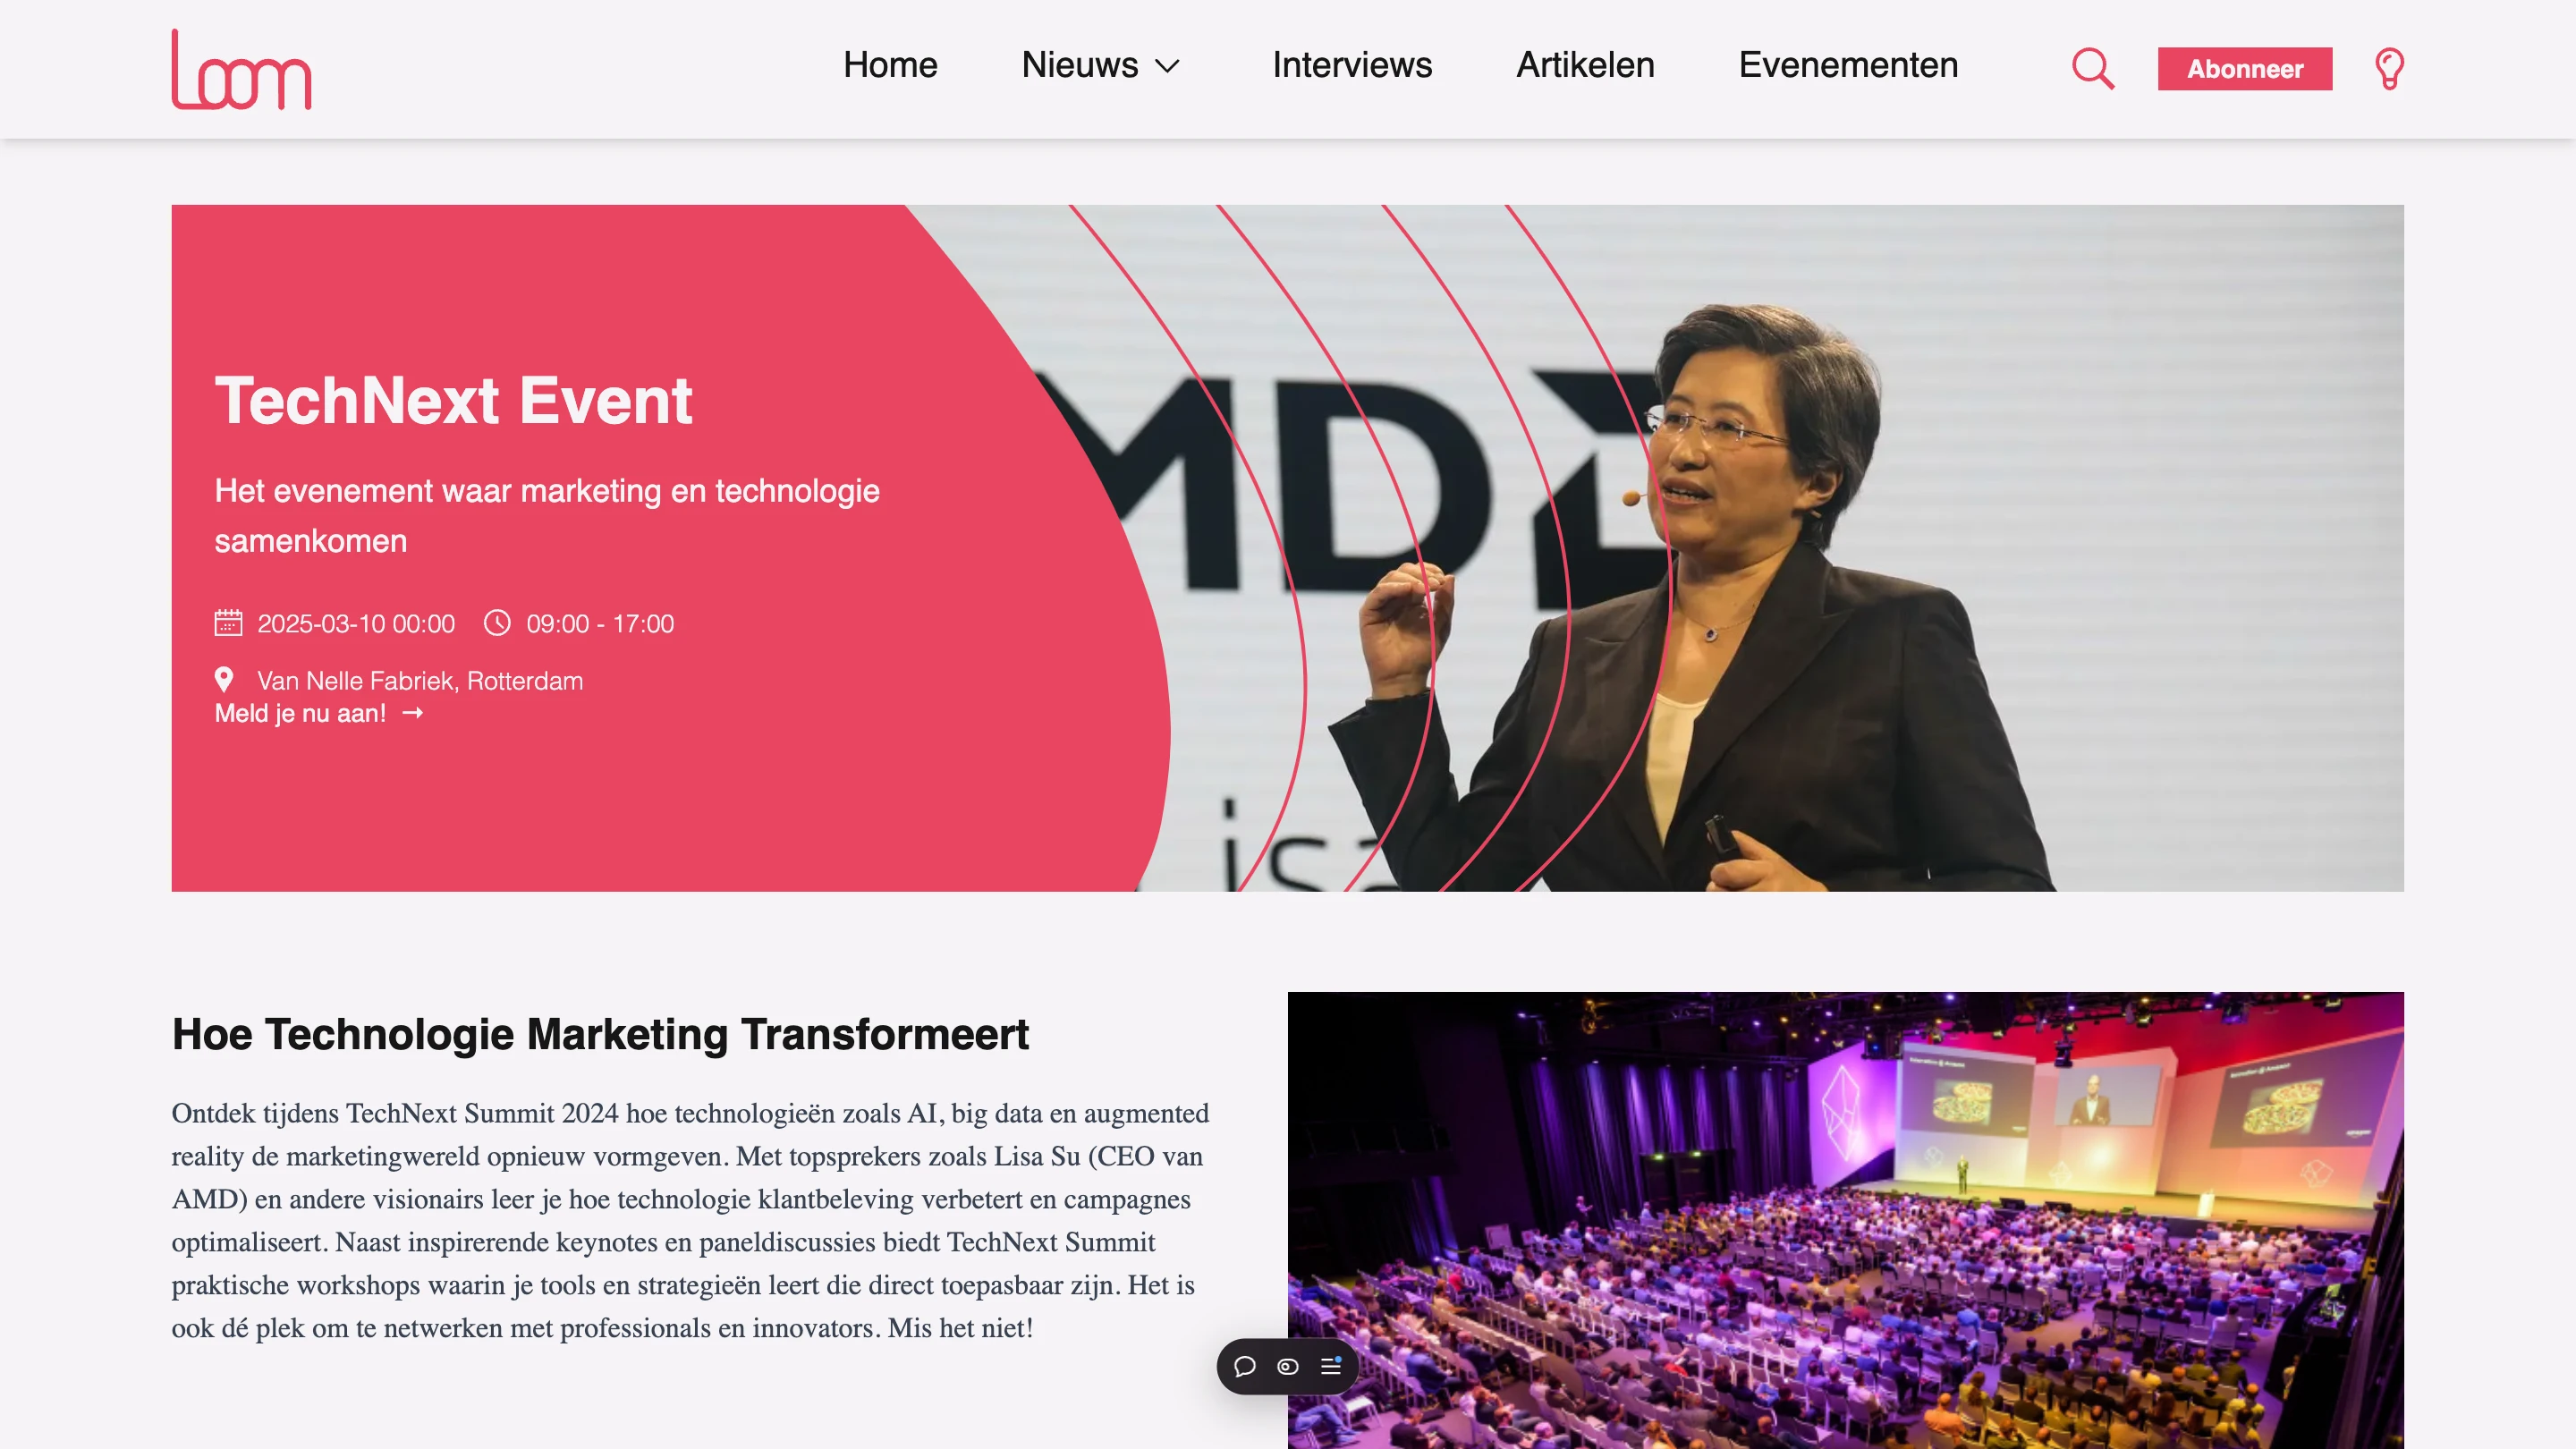 Loom
Home
Nieuws
Interviews
Artikelen
Evenementen
Abonneer
TechNext Event
Het evenement waar marketing en technologie
samenkomen
2025-03-10 00:00
09:00 - 17:00
Van Nelle Fabriek, Rotterdam
Meld je nu aan! →
MD
isa
Hoe Technologie Marketing Transformeert
Ontdek tijdens TechNext Summit 2024 hoe technologieën zoals AI, big data en augmented
reality de marketingwereld opnieuw vormgeven. Met topsprekers zoals Lisa Su (CEO van
AMD) en andere visionairs leer je hoe technologie klantbeleving verbetert en campagnes
optimaliseert. Naast inspirerende keynotes en paneldiscussies biedt TechNext Summit
praktische workshops waarin je tools en strategieën leert die direct toepasbaar zijn. Het is
ook dé plek om te netwerken met professionals en innovators. Mis het niet!